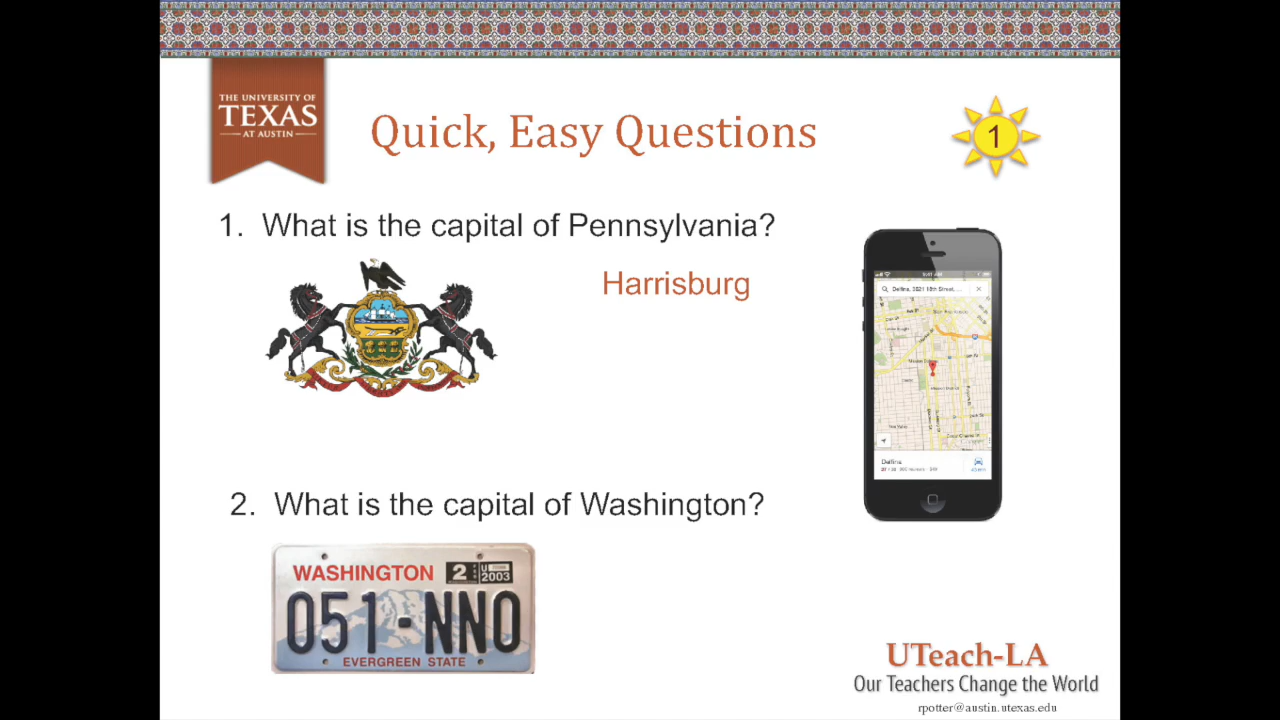 THE UNIVERSITY OF
TEXAS
AT AUSTIN
Quick, Easy Questions
1
1. What is the capital of Pennsylvania?
Harrisburg
Delfina
2. What is the capital of Washington?
WASHINGTON 2 2003
051-NNO
EVERGREEN STATE
UTeach-LA
Our Teachers Change the World
rpotter@austin.utexas.edu